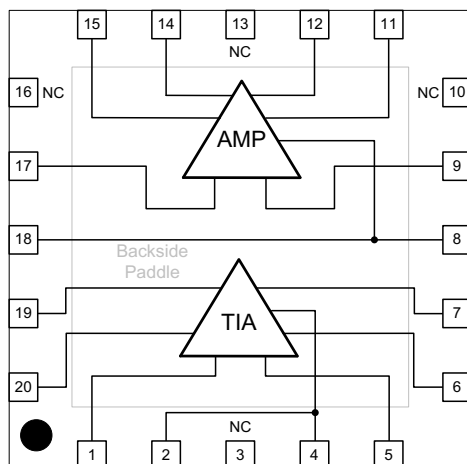 15 14 13 12 11
NC
16 NC NC 10
AMP
17 9
18 8
Backside
Paddle
19 7
TIA
20 6
NC
1 2 3 4 5